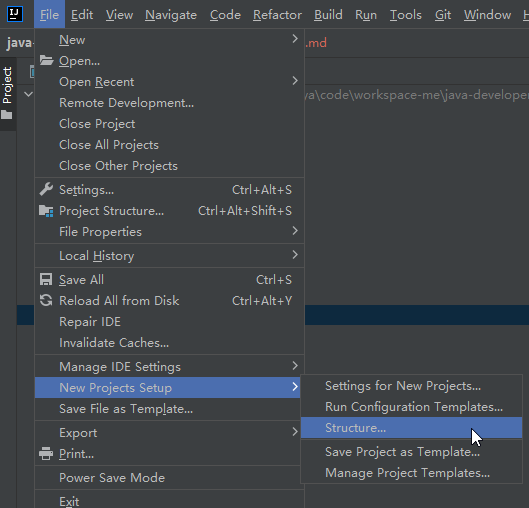 IJ File Edit View Navigate Code Refactor Build Run Tools Git Window H
java- .md
Project
New
Open...
ya\code\workspace-me\java-developer
Open Recent
Remote Development...
Close Project
Close All Projects
Close Other Projects
Settings... Ctrl+Alt+S
Project Structure... Ctrl+Alt+Shift+S
File Properties
Local History
Save All Ctrl+S
Reload All from Disk Ctrl+Alt+Y
Repair IDE
Invalidate Caches...
Manage IDE Settings
New Projects Setup
Save File as Template...
Export
Print...
Power Save Mode
Exit
Settings for New Projects...
Run Configuration Templates...
Structure...
Save Project as Template...
Manage Project Templates...